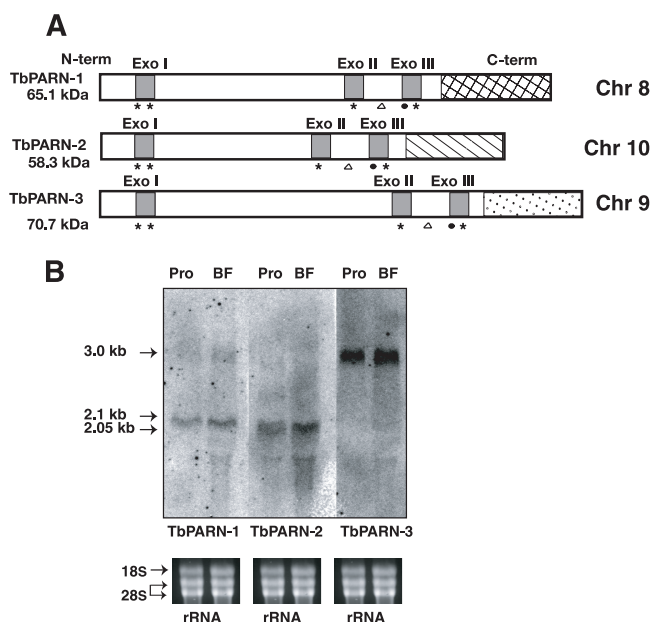 A
N-term Exo I Exo II Exo III C-term
TbPARN-1
65.1 kDa
Chr 8
* * * △ ● *
Exo I Exo II Exo III
TbPARN-2
58.3 kDa
Chr 10
* * * △ ● *
Exo I Exo II Exo III
TbPARN-3
70.7 kDa
Chr 9
* * * △ ● *
B
Pro BF Pro BF Pro BF
3.0 kb
2.1 kb
2.05 kb
TbPARN-1 TbPARN-2 TbPARN-3
18S
28S
rRNA rRNA rRNA